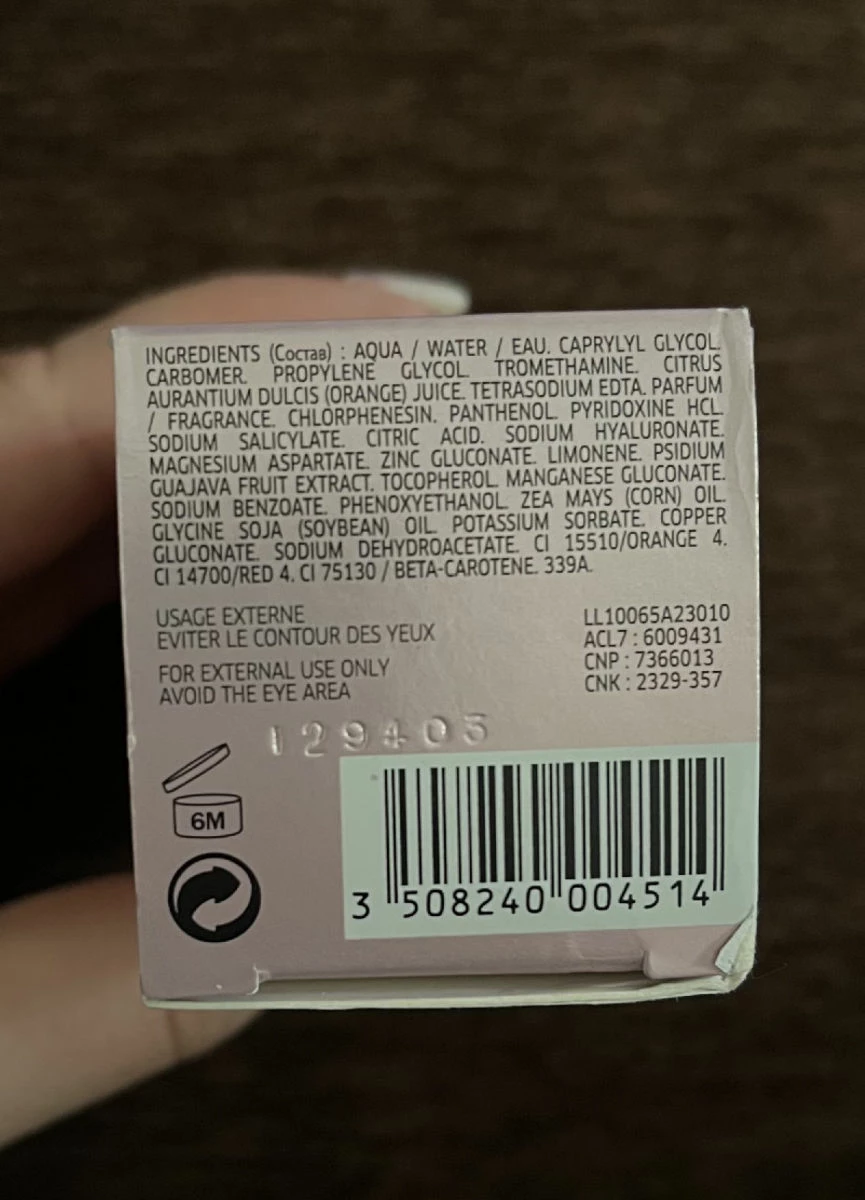 INGREDIENTS (Состав) : AQUA / WATER / EAU. CAPRYLYL GLYCOL.
CARBOMER. PROPYLENE GLYCOL. TROMETHAMINE. CITRUS
AURANTIUM DULCIS (ORANGE) JUICE. TETRASODIUM EDTA. PARFUM
/ FRAGRANCE. CHLORPHENESIN. PANTHENOL. PYRIDOXINE HCL.
SODIUM SALICYLATE. CITRIC ACID. SODIUM HYALURONATE.
MAGNESIUM ASPARTATE. ZINC GLUCONATE. LIMONENE. PSIDIUM
GUAJAVA FRUIT EXTRACT. TOCOPHEROL. MANGANESE GLUCONATE.
SODIUM BENZOATE. PHENOXYETHANOL. ZEA MAYS (CORN) OIL.
GLYCINE SOJA (SOYBEAN) OIL. POTASSIUM SORBATE. COPPER
GLUCONATE. SODIUM DEHYDROACETATE. CI 15510/ORANGE 4.
CI 14700/RED 4. CI 75130 / BETA-CAROTENE. 339A.
USAGE EXTERNE
EVITER LE CONTOUR DES YEUX
FOR EXTERNAL USE ONLY
AVOID THE EYE AREA
LL10065A23010
ACL7 : 6009431
CNP : 7366013
CNK : 2329-357
129403
6M
3 508240 004514